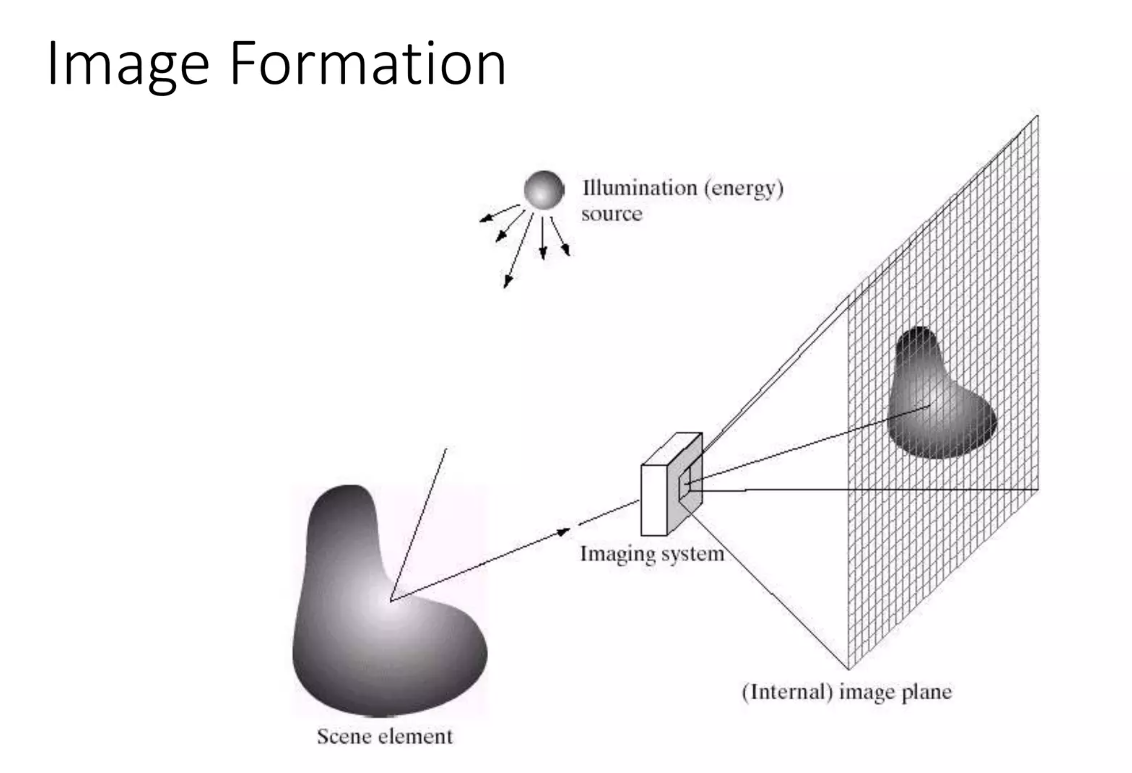 Image Formation
Illumination (energy)
source
Imaging system
(Internal) image plane
Scene element